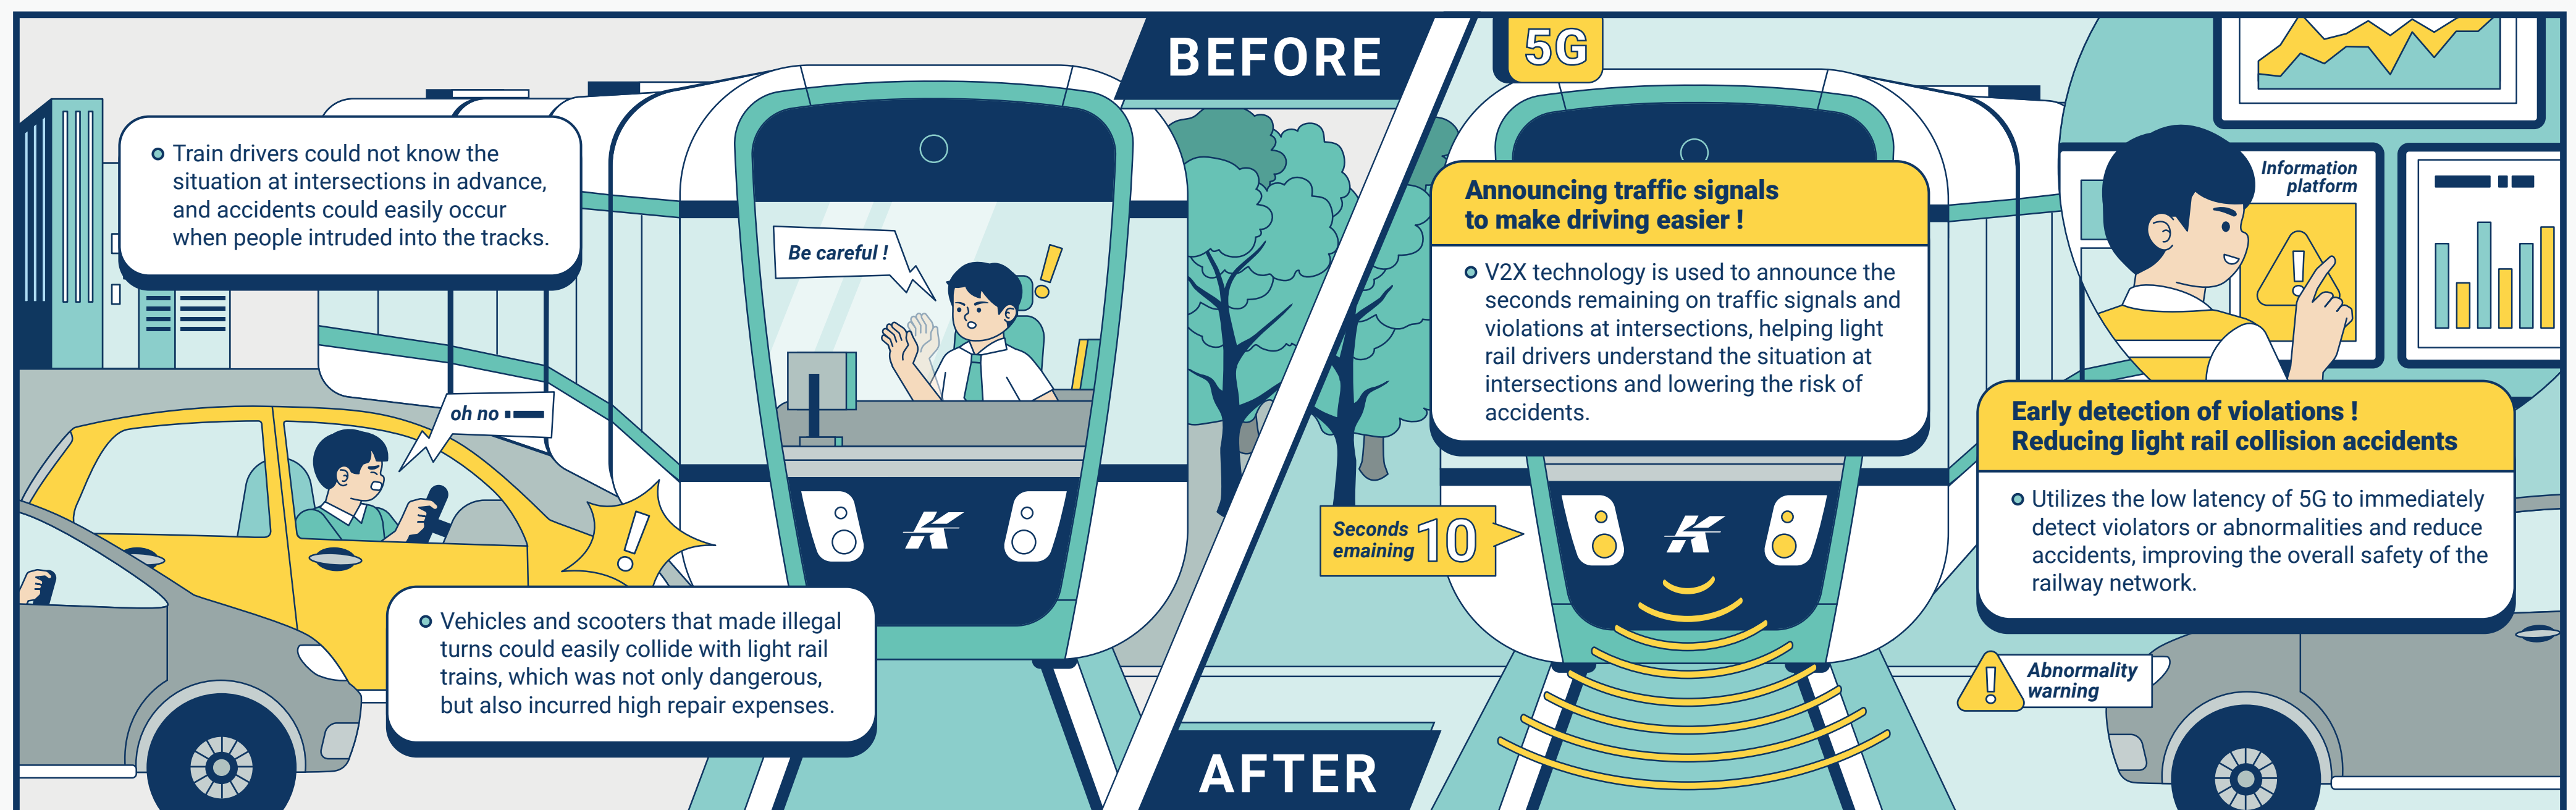 BEFORE
Train drivers could not know the
situation at intersections in advance,
and accidents could easily occur
when people intruded into the tracks.
Be careful !
oh no
Vehicles and scooters that made illegal
turns could easily collide with light rail
trains, which was not only dangerous,
but also incurred high repair expenses.
5G
Announcing traffic signals
to make driving easier !
V2X technology is used to announce the
seconds remaining on traffic signals and
violations at intersections, helping light
rail drivers understand the situation at
intersections and lowering the risk of
accidents.
Information
platform
Early detection of violations !
Reducing light rail collision accidents
Utilizes the low latency of 5G to immediately
detect violators or abnormalities and reduce
accidents, improving the overall safety of the
railway network.
Seconds
emaining 10
Abnormality
warning
AFTER